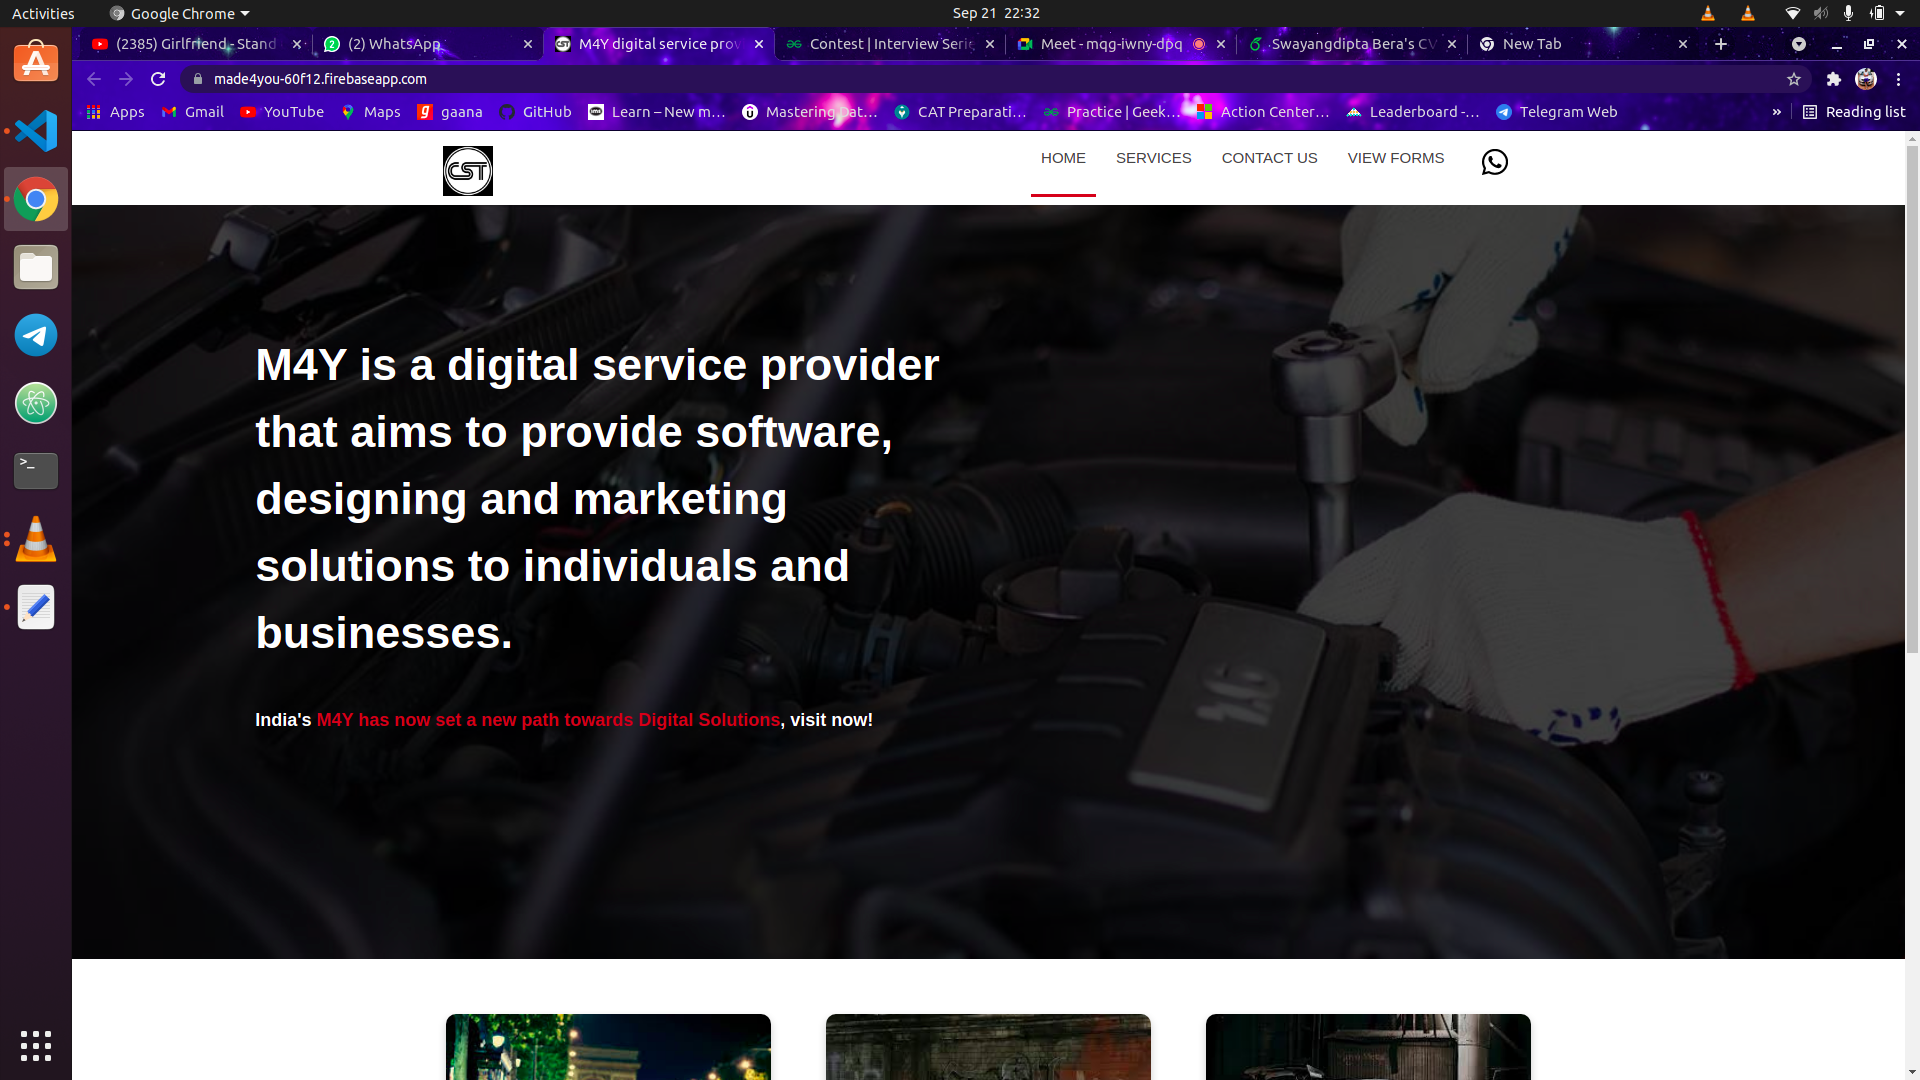 Activities
Google Chrome
Sep 21 22:32
(2385) Girlfriend - Stand
(2) WhatsApp
M4Y digital service prov
Contest | Interview Serie
Meet - mqg-iwny-dpq
Swayangdipta Bera's CV
New Tab
made4you-60f12.firebaseapp.com
Apps
Gmail
YouTube
Maps
gaana
GitHub
Learn – New m...
Mastering Dat...
CAT Preparati...
Practice | Geek...
Action Center...
Leaderboard -...
Telegram Web
»
Reading list
CST
HOME
SERVICES
CONTACT US
VIEW FORMS
M4Y is a digital service provider
that aims to provide software,
designing and marketing
solutions to individuals and
businesses.
India's M4Y has now set a new path towards Digital Solutions, visit now!